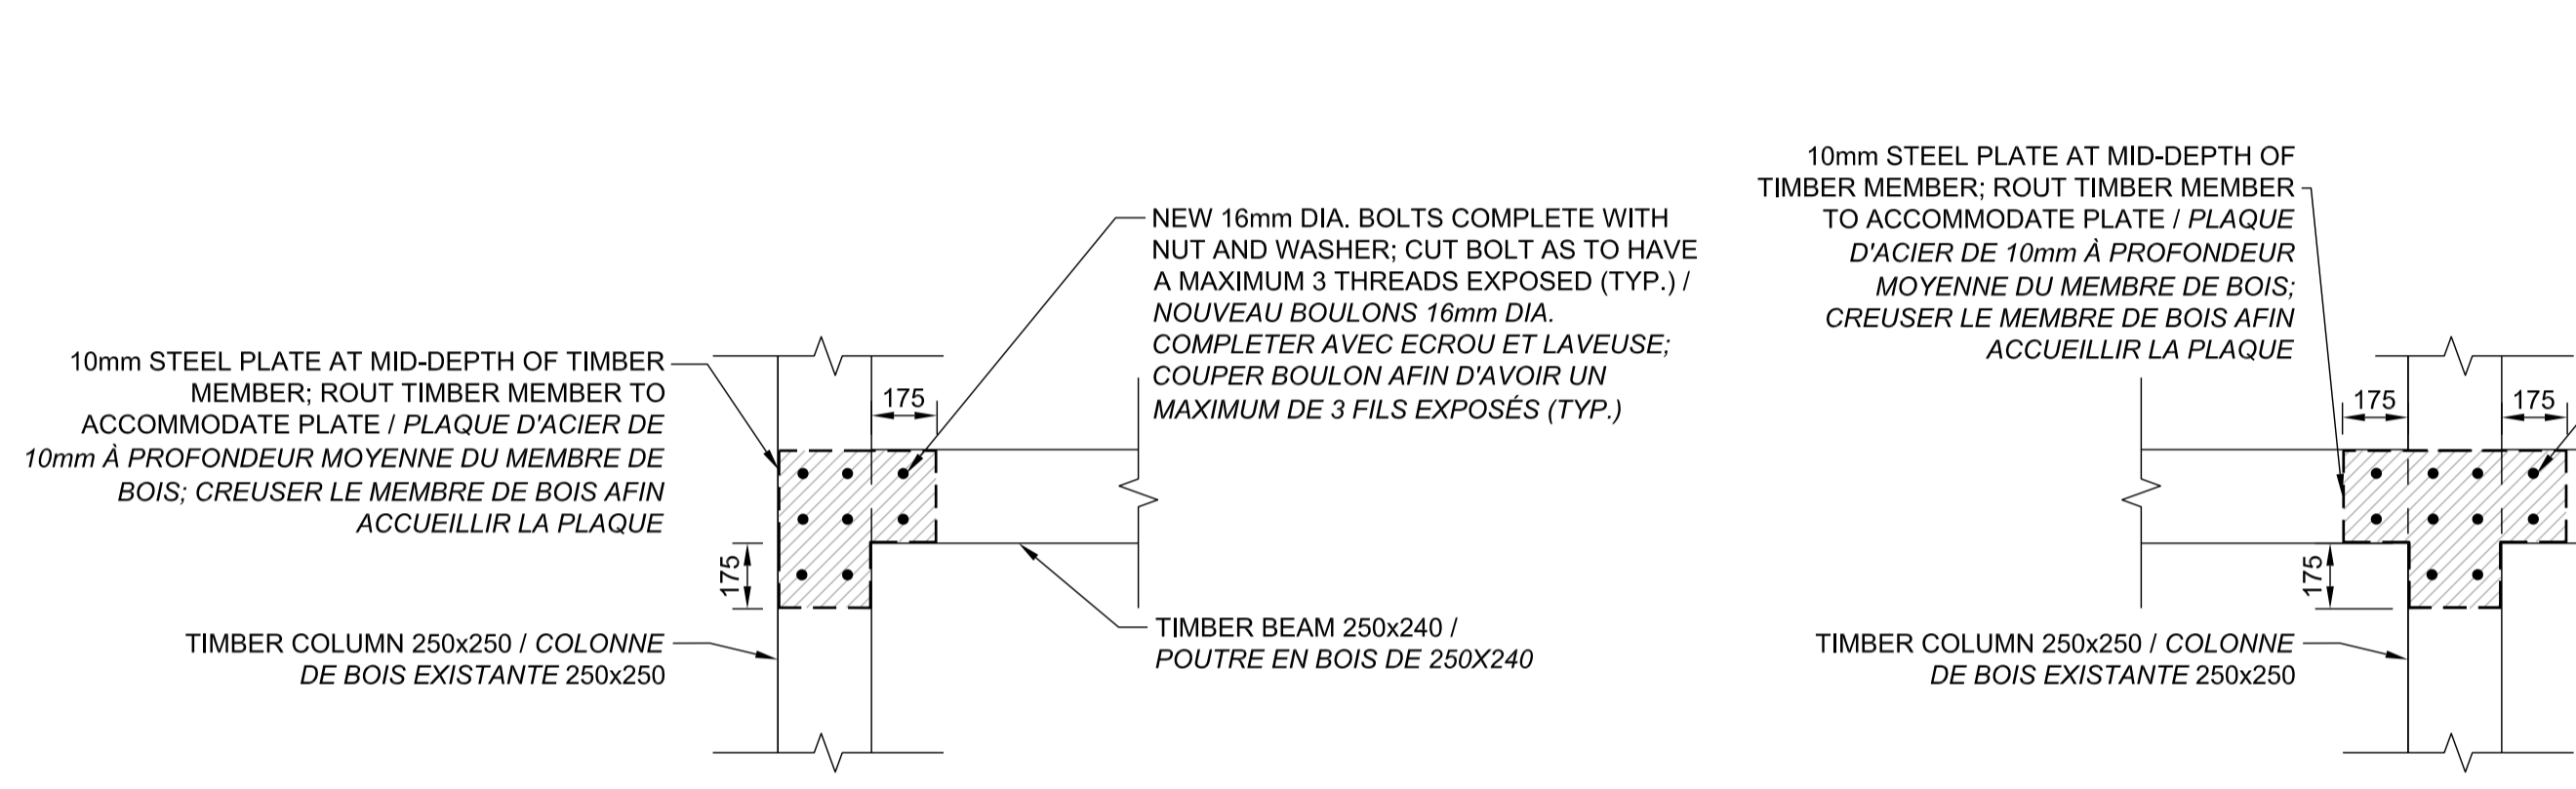 10mm STEEL PLATE AT MID-DEPTH OF TIMBER
MEMBER; ROUT TIMBER MEMBER TO
ACCOMMODATE PLATE / PLAQUE D'ACIER DE
10mm À PROFONDEUR MOYENNE DU MEMBRE DE
BOIS; CREUSER LE MEMBRE DE BOIS AFIN
ACCUEILLIR LA PLAQUE
TIMBER COLUMN 250x250 / COLONNE
DE BOIS EXISTANTE 250x250
175
175
NEW 16mm DIA. BOLTS COMPLETE WITH
NUT AND WASHER; CUT BOLT AS TO HAVE
A MAXIMUM 3 THREADS EXPOSED (TYP.) /
NOUVEAU BOULONS 16mm DIA.
COMPLETER AVEC ECROU ET LAVEUSE;
COUPER BOULON AFIN D'AVOIR UN
MAXIMUM DE 3 FILS EXPOSÉS (TYP.)
TIMBER BEAM 250x240 /
POUTRE EN BOIS DE 250X240
10mm STEEL PLATE AT MID-DEPTH OF
TIMBER MEMBER; ROUT TIMBER MEMBER
TO ACCOMMODATE PLATE / PLAQUE
D'ACIER DE 10mm À PROFONDEUR
MOYENNE DU MEMBRE DE BOIS;
CREUSER LE MEMBRE DE BOIS AFIN
ACCUEILLIR LA PLAQUE
175
175
175
TIMBER COLUMN 250x250 / COLONNE
DE BOIS EXISTANTE 250x250